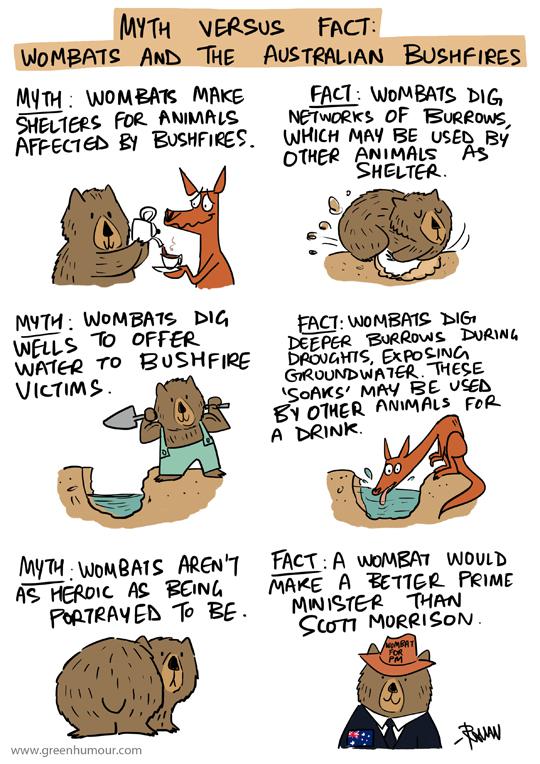 MYTH VERSUS FACT:
WOMBATS AND THE AUSTRALIAN BUSHFIRES
MYTH: WOMBATS MAKE
SHELTERS FOR ANIMALS
AFFECTED BY BUSHFIRES.
FACT: WOMBATS DIG
NETWORKS OF BURROWS,
WHICH MAY BE USED BY
OTHER ANIMALS AS
SHELTER.
MYTH: WOMBATS DIG
WELLS TO OFFER
WATER TO BUSHFIRE
VICTIMS.
FACT: WOMBATS DIG
DEEPER BURROWS DURING
DROUGHTS, EXPOSING
GROUNDWATER. THESE
'SOAKS' MAY BE USED
BY OTHER ANIMALS FOR
A DRINK.
MYTH: WOMBATS AREN'T
AS HEROIC AS BEING
PORTRAYED TO BE.
FACT: A WOMBAT WOULD
MAKE A BETTER PRIME
MINISTER THAN
SCOTT MORRISON.
WOMBAT
FOR
PM
www.greenhumour.com